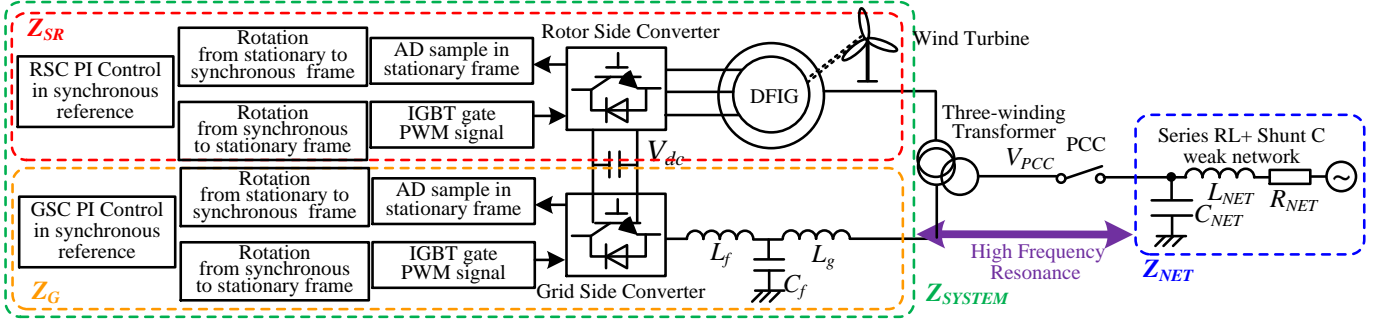 Z_SR
RSC PI Control
in synchronous
reference
Rotation
from stationary to
synchronous frame
Rotation
from synchronous
to stationary frame
AD sample in
stationary frame
IGBT gate
PWM signal
Rotor Side Converter
DFIG
Wind Turbine
V_dc
Three-winding
Transformer
V_PCC
PCC
Series RL+ Shunt C
weak network
L_NET
R_NET
C_NET
Z_NET
High Frequency
Resonance
Z_SYSTEM
GSC PI Control
in synchronous
reference
Rotation
from stationary to
synchronous frame
Rotation
from synchronous
to stationary frame
AD sample in
stationary frame
IGBT gate
PWM signal
Grid Side Converter
L_f
C_f
L_g
Z_G